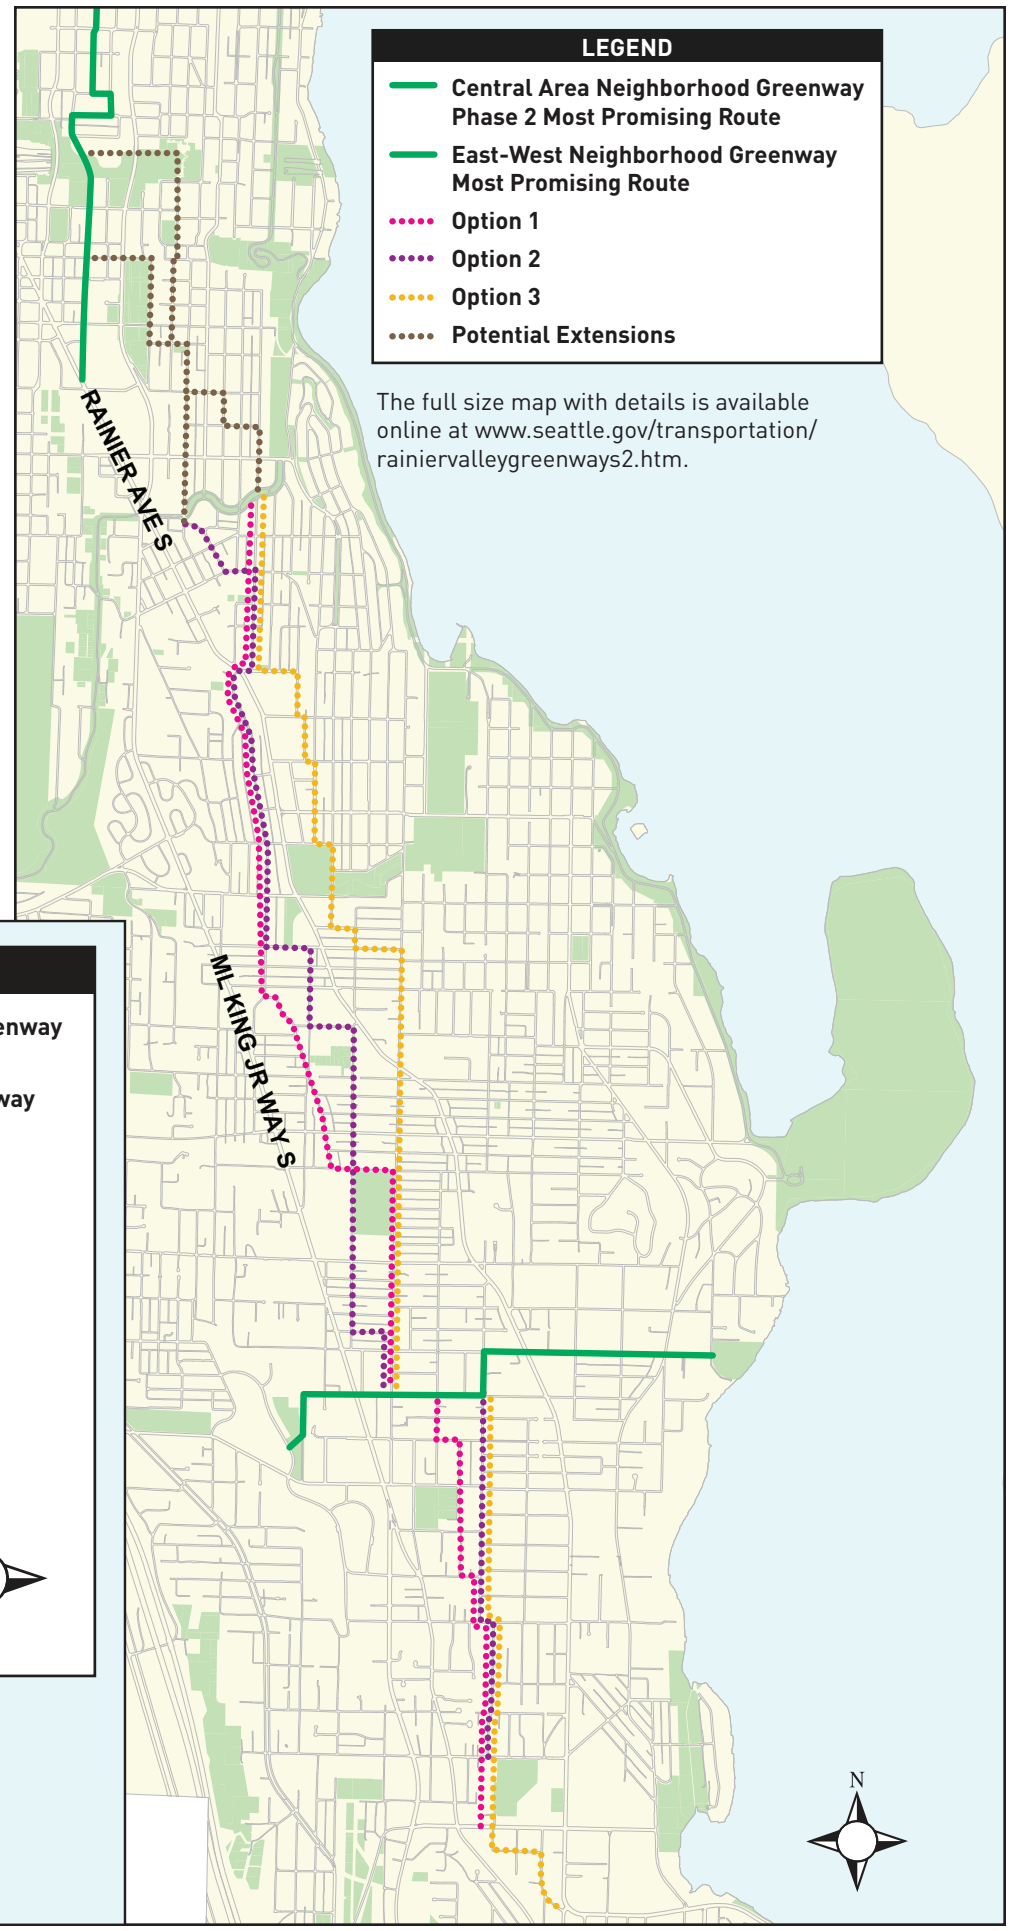 LEGEND
Central Area Neighborhood Greenway
Phase 2 Most Promising Route
East-West Neighborhood Greenway
Most Promising Route
Option 1
Option 2
Option 3
Potential Extensions
The full size map with details is available
online at www.seattle.gov/transportation/
rainiervalleygreenways2.htm.
RAINIER AVE S
ML KING JR WAY S
enway
way
N